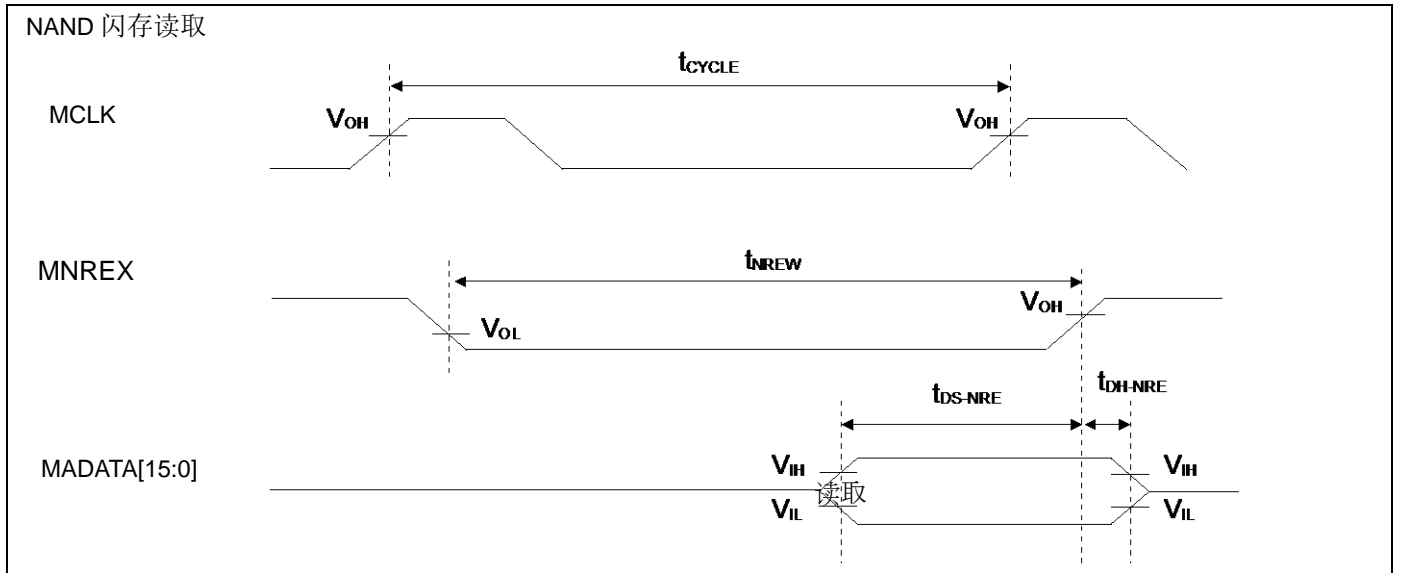 NAND 闪存读取
tCYCLE
MCLK
VOH
VOH
tNREW
MNREX
VOH
VOL
tDH-NRE
tDS-NRE
MADATA[15:0]
VIH
VIH
读取
VIL
VIL